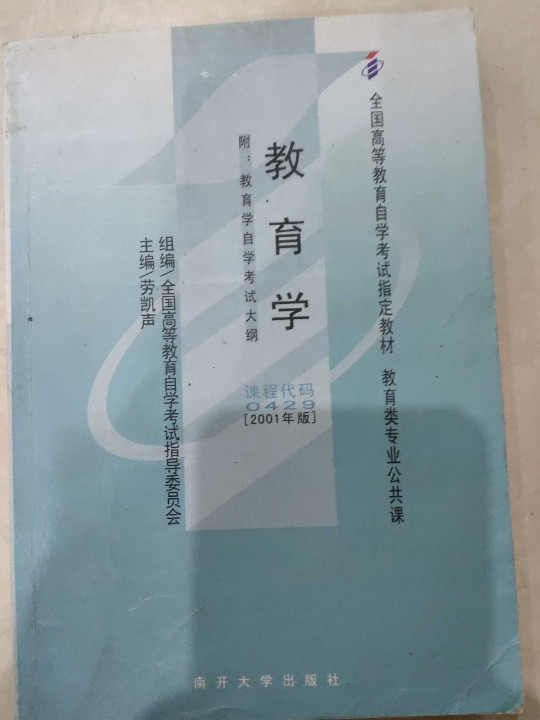 全国高等教育自学考试指定教材 教育类专业公共课
教育学
附：教育学自学考试大纲
课程代码
0429
[2001年版]
组编/全国高等教育自学考试指导委员会
主编/劳凯声
南开大学出版社